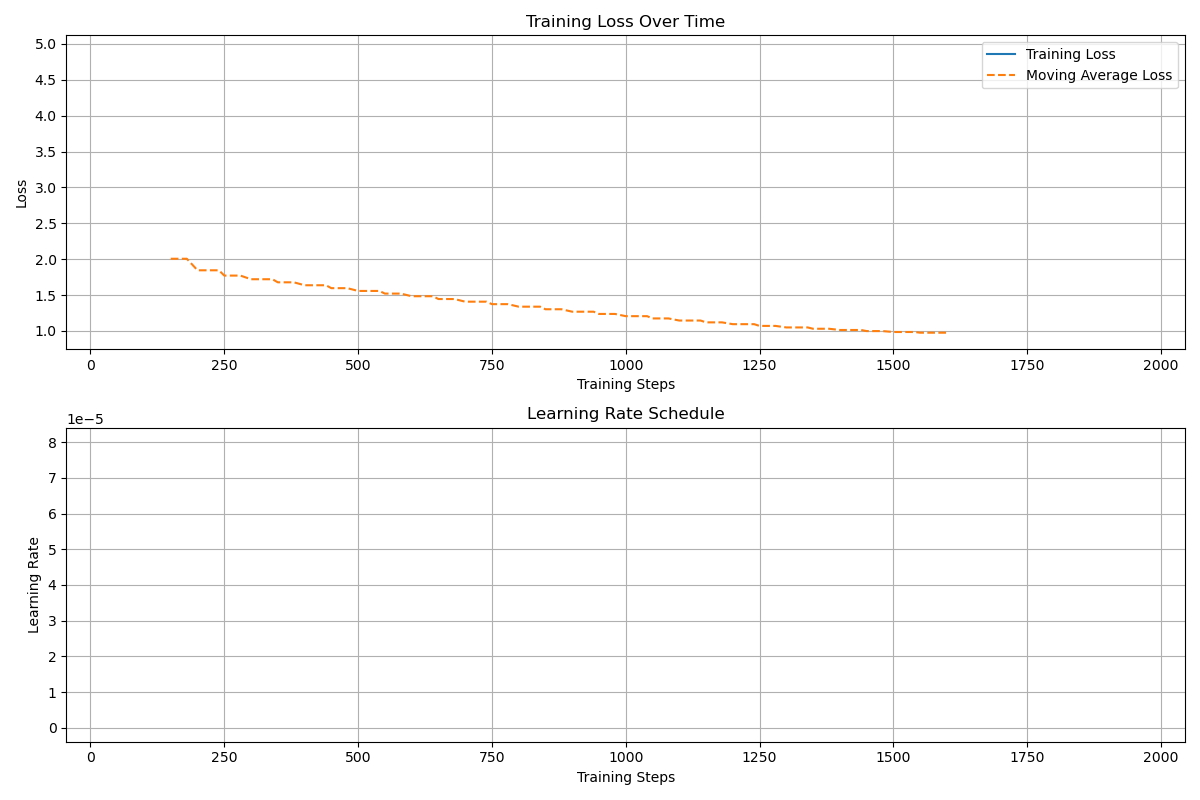 Training Loss Over Time
Training Loss
Moving Average Loss
5.0
4.5
4.0
3.5
3.0
2.5
2.0
1.5
1.0
Loss
0 250 500 750 1000 1250 1500 1750 2000
Training Steps
Learning Rate Schedule
1e−5
8
7
6
5
4
3
2
1
0
Learning Rate
0 250 500 750 1000 1250 1500 1750 2000
Training Steps